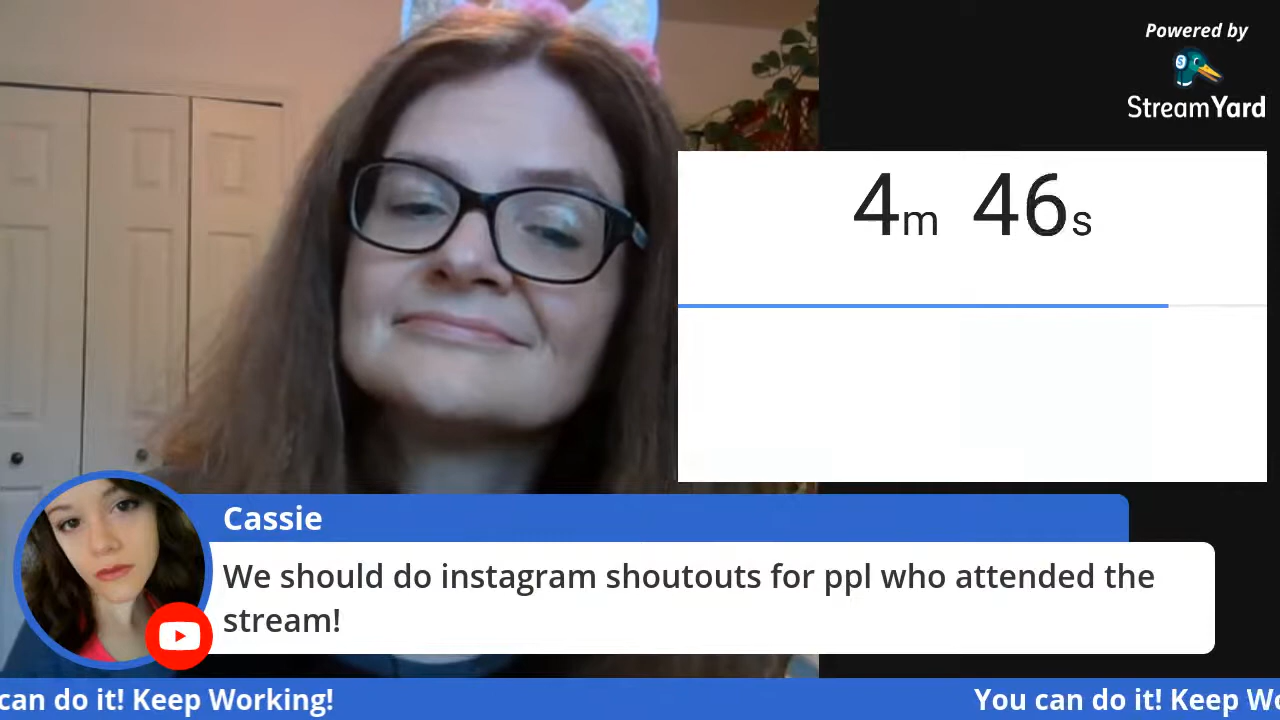 Powered by
StreamYard
4m 46s
Cassie
We should do instagram shoutouts for ppl who attended the
stream!
can do it! Keep Working!
You can do it! Keep Wo